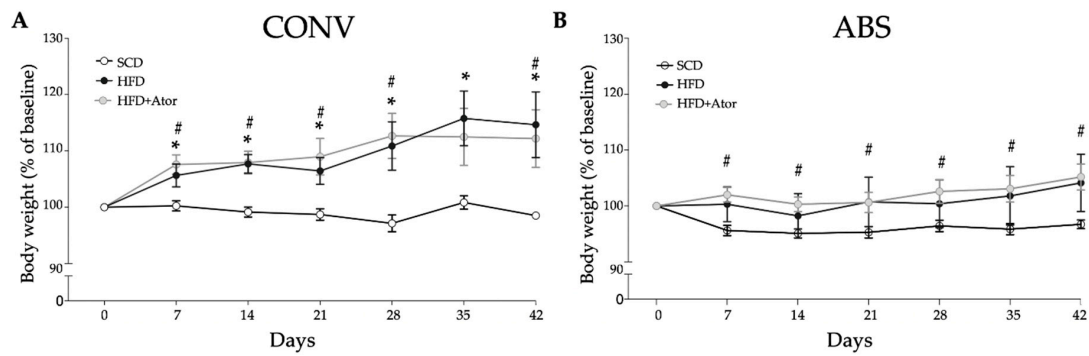 A CONV
Body weight (% of baseline)
130
120
110
100
90
0
SCD
HFD
HFD+Ator
#
*
#
*
#
*
#
*
*
#
*
0 7 14 21 28 35 42
Days
B ABS
Body weight (% of baseline)
130
120
110
100
90
0
SCD
HFD
HFD+Ator
# # # # # #
0 7 14 21 28 35 42
Days